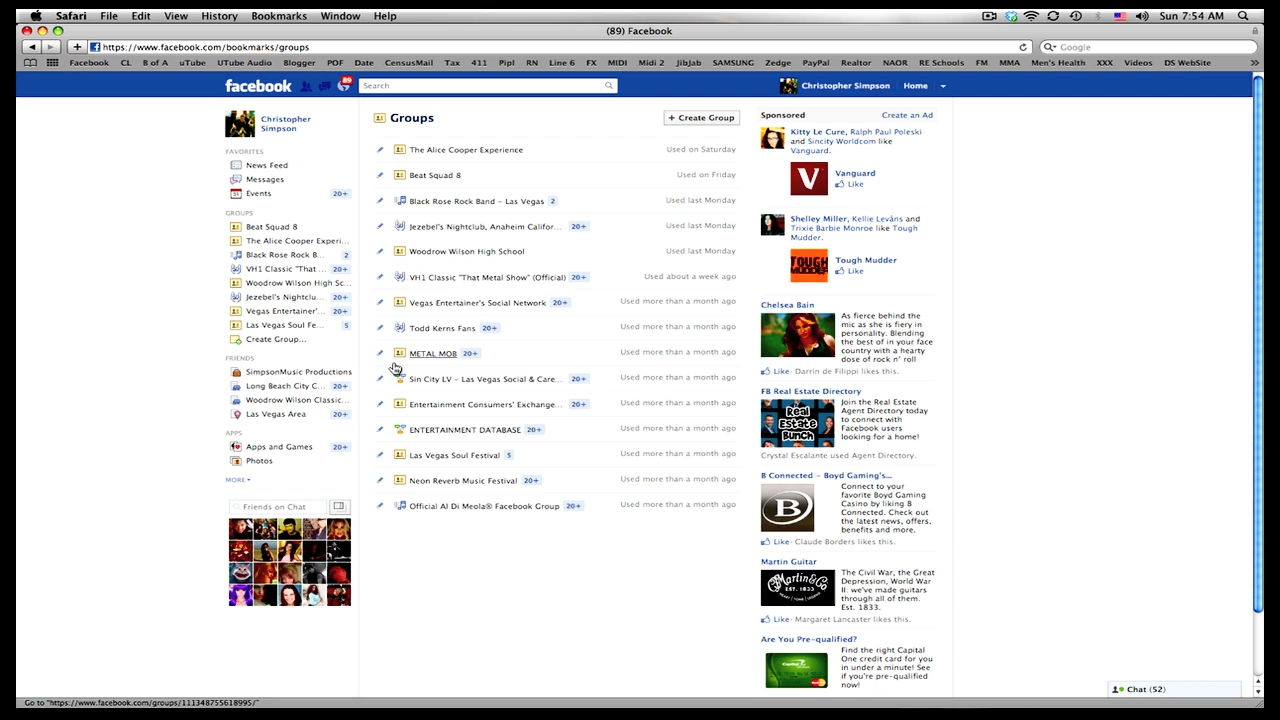 Safari File Edit View History Bookmarks Window Help Sun 7:54 AM
(89) Facebook
https://www.facebook.com/bookmarks/groups Google
Facebook CL B of A uTube UTube Audio Blogger POF Date CensusMail Tax 411 Pipl RN Line 6 FX MIDI Midi 2 JibJab SAMSUNG Zedge PayPal Realtor NAOR RE Schools FM MMA Men's Health XXX Videos DS WebSite
facebook 89 Search Christopher Simpson Home
Christopher
Simpson
FAVORITES
News Feed
Messages
Events 20+
GROUPS
Beat Squad 8
The Alice Cooper Experi...
Black Rose Rock B... 2
VH1 Classic "That ... 20+
Woodrow Wilson High Sc...
Jezebel's Nightclu... 20+
Vegas Entertainer'... 20+
Las Vegas Soul Fe... 5
Create Group...
FRIENDS
SimpsonMusic Productions
Long Beach City C... 20+
Woodrow Wilson Classic...
Las Vegas Area 20+
APPS
Apps and Games 20+
Photos
MORE
Friends on Chat
Groups + Create Group
The Alice Cooper Experience Used on Saturday
Beat Squad 8 Used on Friday
Black Rose Rock Band - Las Vegas 2 Used last Monday
Jezebel's Nightclub, Anaheim Califor... 20+ Used last Monday
Woodrow Wilson High School Used last Monday
VH1 Classic "That Metal Show" (Official) 20+ Used about a week ago
Vegas Entertainer's Social Network 20+ Used more than a month ago
Todd Kerns Fans 20+ Used more than a month ago
METAL MOB 20+ Used more than a month ago
Sin City LV - Las Vegas Social & Care... 20+ Used more than a month ago
Entertainment Consumers' Exchange... 20+ Used more than a month ago
ENTERTAINMENT DATABASE 20+ Used more than a month ago
Las Vegas Soul Festival 5 Used more than a month ago
Neon Reverb Music Festival 20+ Used more than a month ago
Official Al Di Meola® Facebook Group 20+ Used more than a month ago
Sponsored Create an Ad
Kitty Le Cure, Ralph Paul Poleski
and Sincity Worldcom like
Vanguard.
V
Vanguard
Like
Shelley Miller, Kellie Levåns and
Trixie Barbie Monroe like Tough
Mudder.
TOUGH
MUDDER
Tough Mudder
Like
Chelsea Bain
As fierce behind the
mic as she is fiery in
personality. Blending
the best of in your face
country with a hearty
dose of rock n' roll
Like · Darrin de Filippi likes this.
FB Real Estate Directory
Real
Estate
Bunch
Join the Real Estate
Agent Directory today
to connect with
Facebook users
looking for a home!
Crystal Escalante used Agent Directory.
B Connected - Boyd Gaming's...
B
Connect to your
favorite Boyd Gaming
Casino by liking B
Connected. Check out
the latest news, offers,
benefits and more.
Like · Claude Borders likes this.
Martin Guitar
Martin & Co
EST. 1833
The Civil War, the Great
Depression, World War
II: we've made guitars
through all of them.
Est. 1833.
Like · Margaret Lancaster likes this.
Are You Pre-qualified?
Find the right Capital
One credit card for you
in under a minute! See
if you're pre-qualified
now!
Chat (52)
Go to "https://www.facebook.com/groups/111348755618995/"